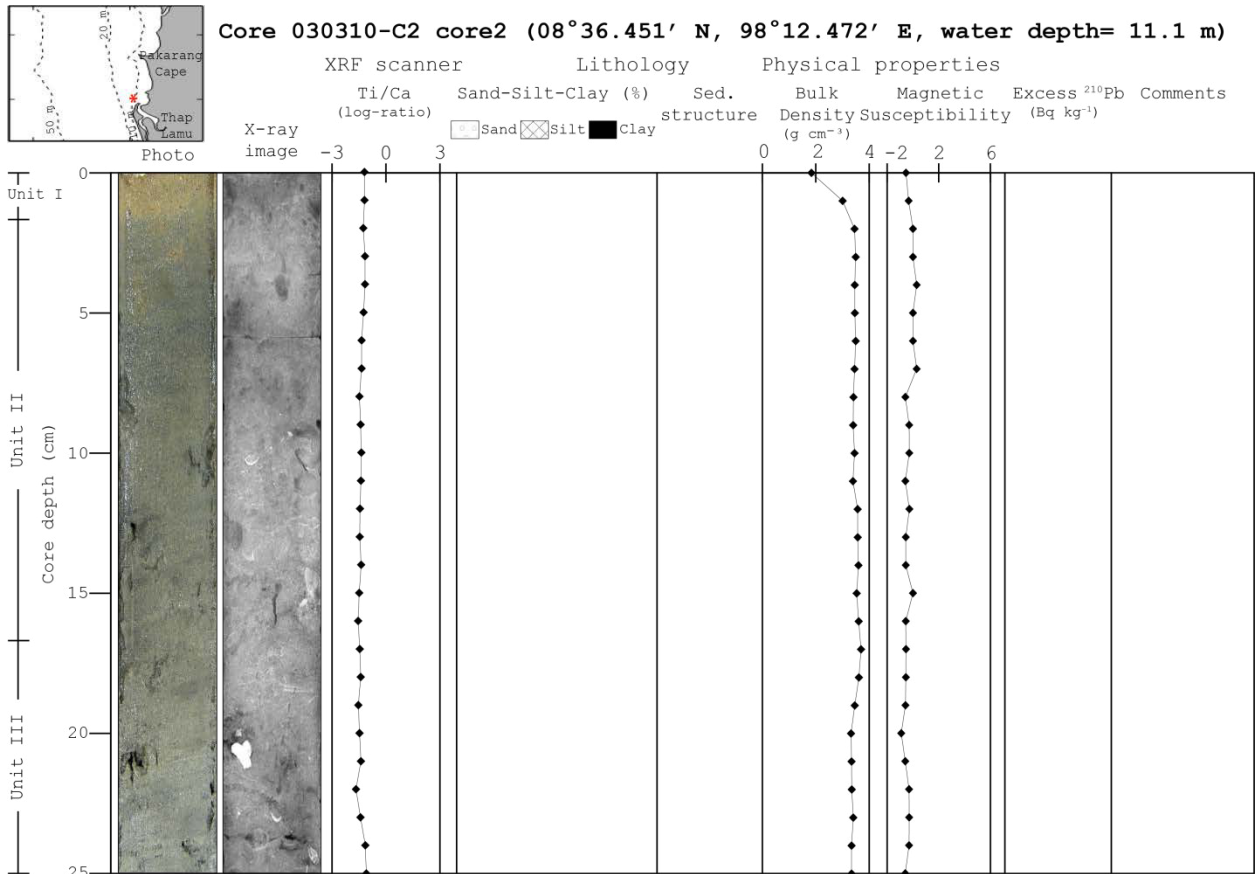 Core 030310-C2 core2 (08°36.451′ N, 98°12.472′ E, water depth= 11.1 m)
20 m
Pakarang
Cape
50 m
10 m
Thap
Lamu
XRF scanner Lithology Physical properties
Ti/Ca Sand-Silt-Clay (%) Sed. Bulk Magnetic Excess ²¹⁰Pb Comments
(log-ratio) structure Density Susceptibility (Bq kg⁻¹)
Sand Silt Clay (g cm⁻³)
Photo X-ray
image
-3 0 3 0 2 4 -2 2 6
0
Unit I
5
Unit II
Core depth (cm)
10
15
Unit III
20
25